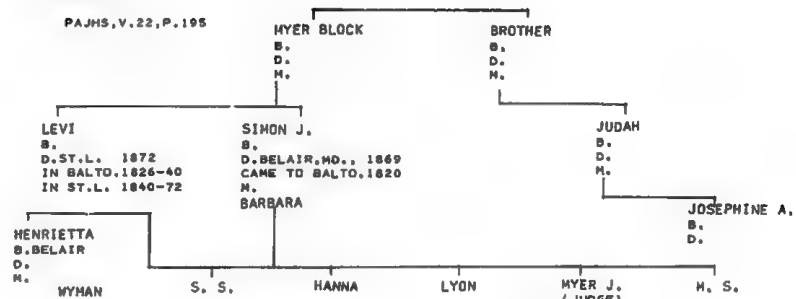 PAJHS,V.22,P.195
MYER BLOCK
B.
D.
M.
BROTHER
B.
D.
M.
LEVI
B.
D.ST.L. 1872
IN BALTO.1826-40
IN ST.L. 1840-72
SIMON J.
B.
D.BELAIR,MD., 1869
CAME TO BALTO.1820
M.
BARBARA
JUDAH
B.
D.
M.
JOSEPHINE A.
B.
D.
HENRIETTA
B.BELAIR
D.
M.
WYMAN
S. S.
HANNA
LYON
MYER J.
(JUDGE)
M. S.